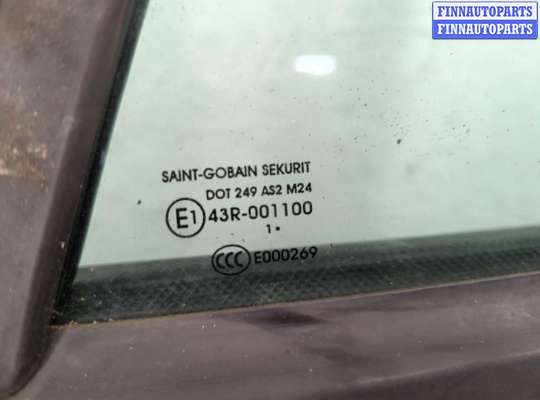 FINNAUTOPARTS
FINNAUTOPARTS
SAINT-GOBAIN SEKURIT
DOT 249 AS2 M24
E1 43R-001100
1•
CCC E000269